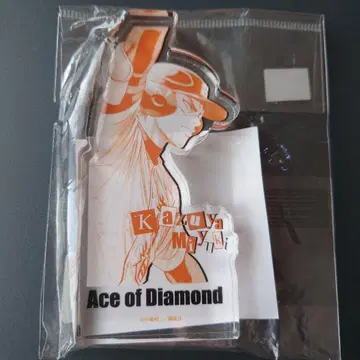 Kazuya
Miyuki
Ace of Diamond